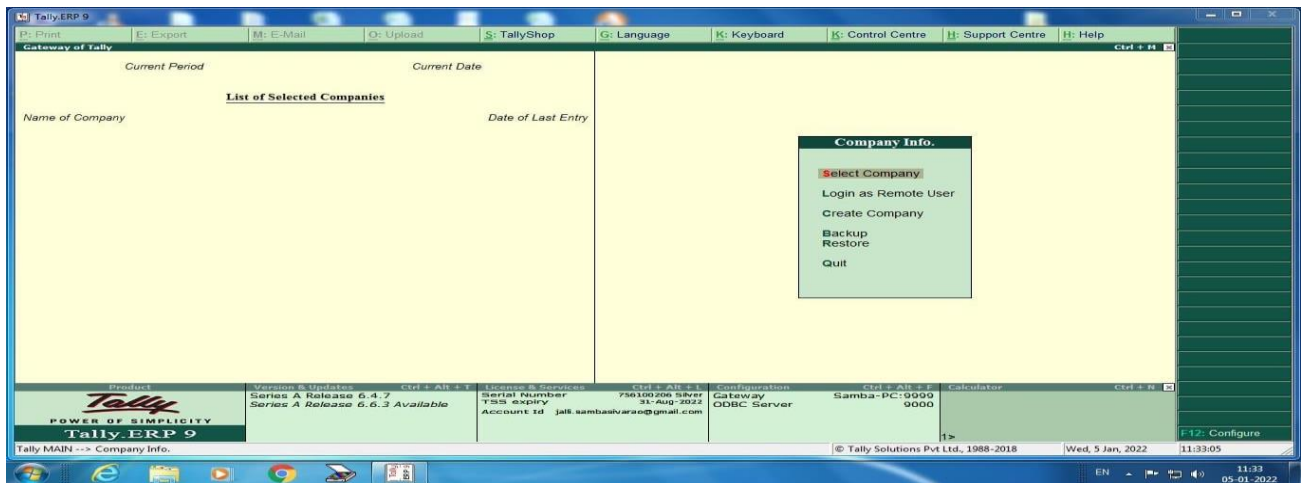 Tally.ERP 9
P: Print E: Export M: E-Mail O: Upload S: TallyShop G: Language K: Keyboard K: Control Centre H: Support Centre H: Help
Gateway of Tally Ctrl + M
Current Period Current Date
List of Selected Companies
Name of Company Date of Last Entry
Company Info.
Select Company
Login as Remote User
Create Company
Backup
Restore
Quit
Product
Tally
POWER OF SIMPLICITY
Tally.ERP 9
Version & Updates Ctrl + Alt + T
Series A Release 6.4.7
Series A Release 6.6.3 Available
License & Services Ctrl + Alt + L
Serial Number 756100206 Silver
TSS expiry 31-Aug-2022
Account Id jalli.sambasivarao@gmail.com
Configuration Ctrl + Alt + F
Gateway Samba-PC:9999
ODBC Server 9000
Calculator Ctrl + N
1>
F12: Configure
Tally MAIN --> Company Info. © Tally Solutions Pvt Ltd., 1988-2018 Wed, 5 Jan, 2022 11:33:05
EN 11:33
05-01-2022